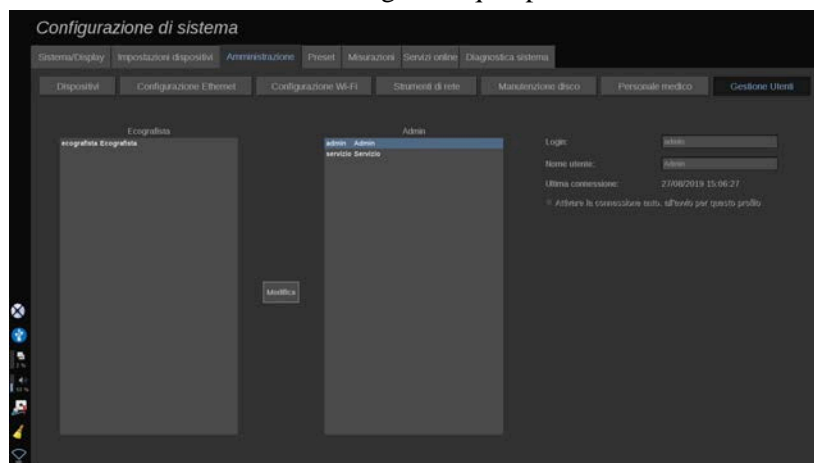 Configurazione di sistema
Sistema/Display Impostazioni dispositivi Amministrazione Preset Misurazioni Servizi online Diagnostica sistema
Dispositivi Configurazione Ethernet Configurazione Wi-Fi Strumenti di rete Manutenzione disco Personale medico Gestione Utenti
Ecografista Admin
ecografista Ecografista
admin Admin
servizio Servizio
Login: admin
Nome utente: Admin
Ultima connessione: 27/08/2019 15:06:27
Attivare la connessione auto. all'avvio per questo profilo
Modifica